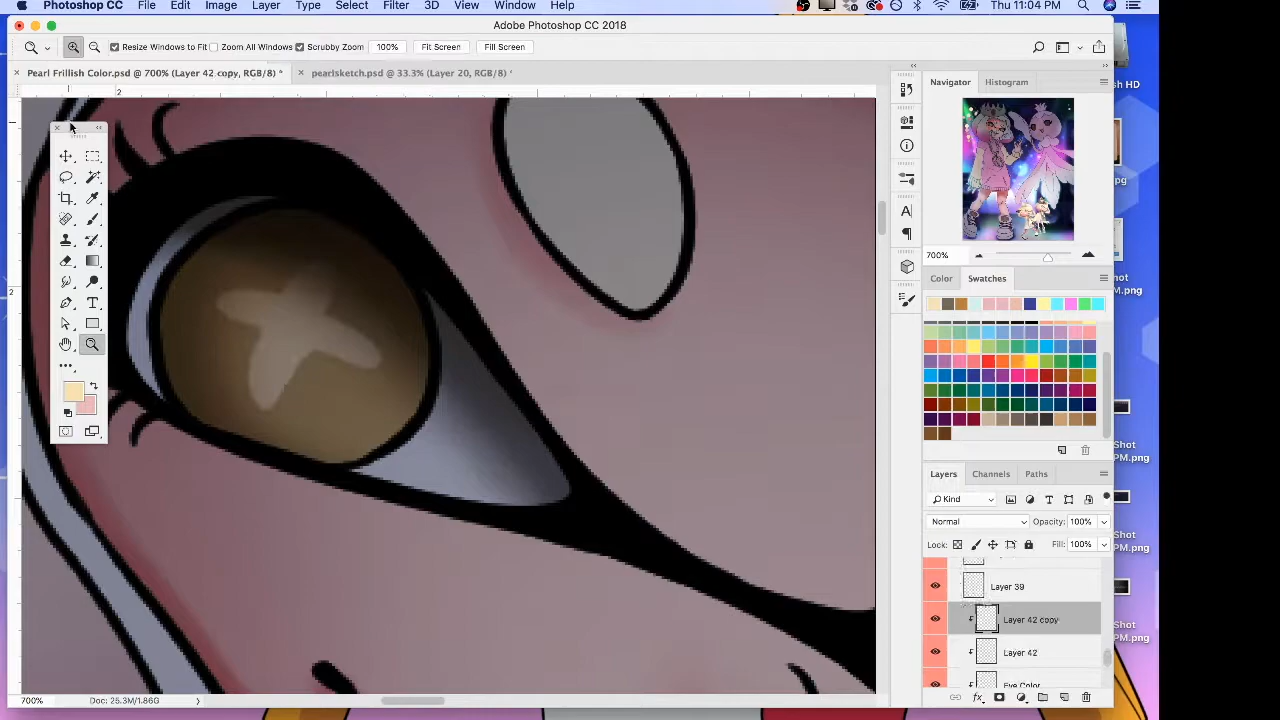 Photoshop CC File Edit Image Layer Type Select Filter 3D View Window Help Thu 11:04 PM
Adobe Photoshop CC 2018
Resize Windows to Fit Zoom All Windows Scrubby Zoom 100% Fit Screen Fill Screen
Pearl Frillish Color.psd @ 700% (Layer 42 copy, RGB/8) * pearlsketch.psd @ 33.3% (Layer 20, RGB/8) *
2
2
Navigator Histogram
700%
Color Swatches
Layers Channels Paths
Kind
Normal Opacity: 100%
Lock: Fill: 100%
Layer 39
Layer 42 copy
Layer 42
Eye Color
700% Doc: 25.3M/1.86G
sh HD
.pg
hot
PM.png
Shot
PM.png
Shot
PM.png
Shot
PM.png